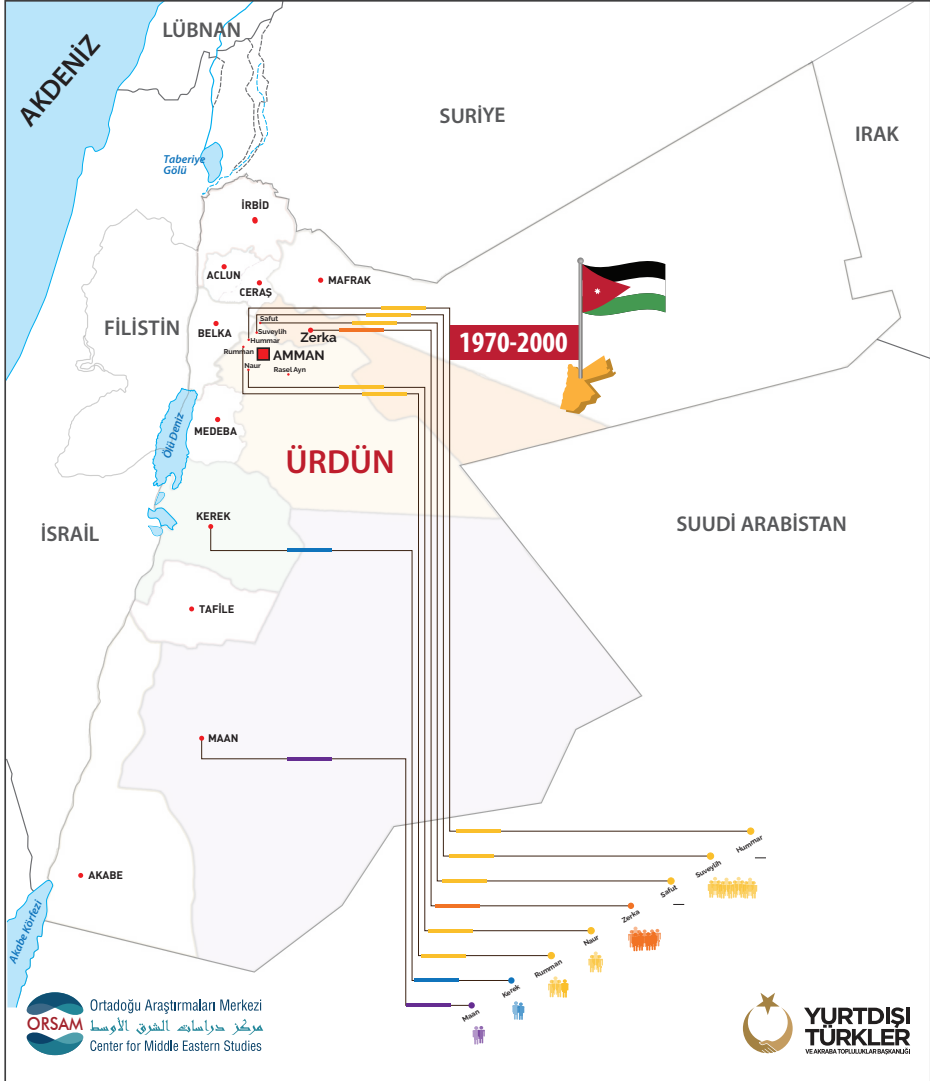 LÜBNAN
AKDENİZ
SURİYE
IRAK
Taberiye
Gölü
İRBİD
ACLUN
CERAŞ
MAFRAK
FİLİSTİN
BELKA
Safut
Suveylih
Hummar
Zerka
Rumman
AMMAN
Naur
Rasel Ayn
1970-2000
Ölü Deniz
MEDEBA
ÜRDÜN
İSRAİL
KEREK
SUUDİ ARABİSTAN
TAFİLE
MAAN
AKABE
Akabe Körfezi
Hummar
Suveylih
Safut
Zerka
Naur
Rumman
Kerek
Maan
ORSAM
Ortadoğu Araştırmaları Merkezi
مركز دراسات الشرق الأوسط
Center for Middle Eastern Studies
YURTDIŞI
TÜRKLER
VE AKRABA TOPLULUKLAR BAŞKANLIĞI